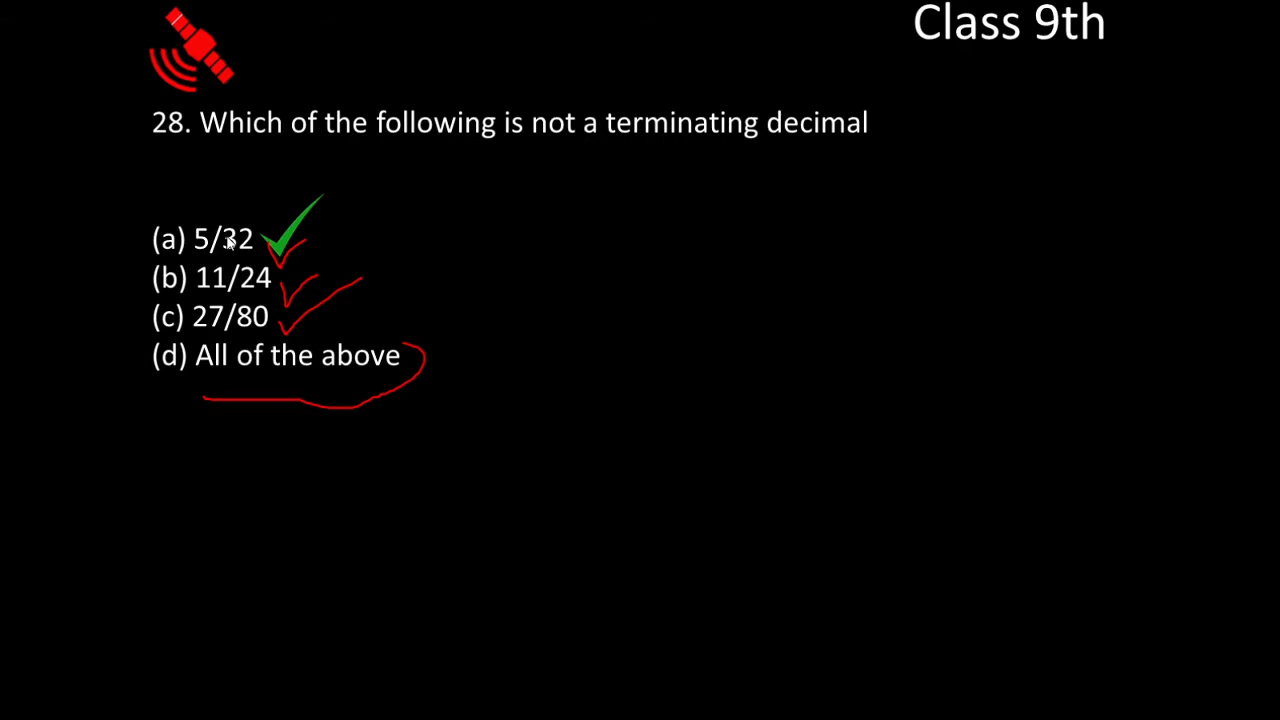 Class 9th
28. Which of the following is not a terminating decimal
(a) 5/32
(b) 11/24
(c) 27/80
(d) All of the above